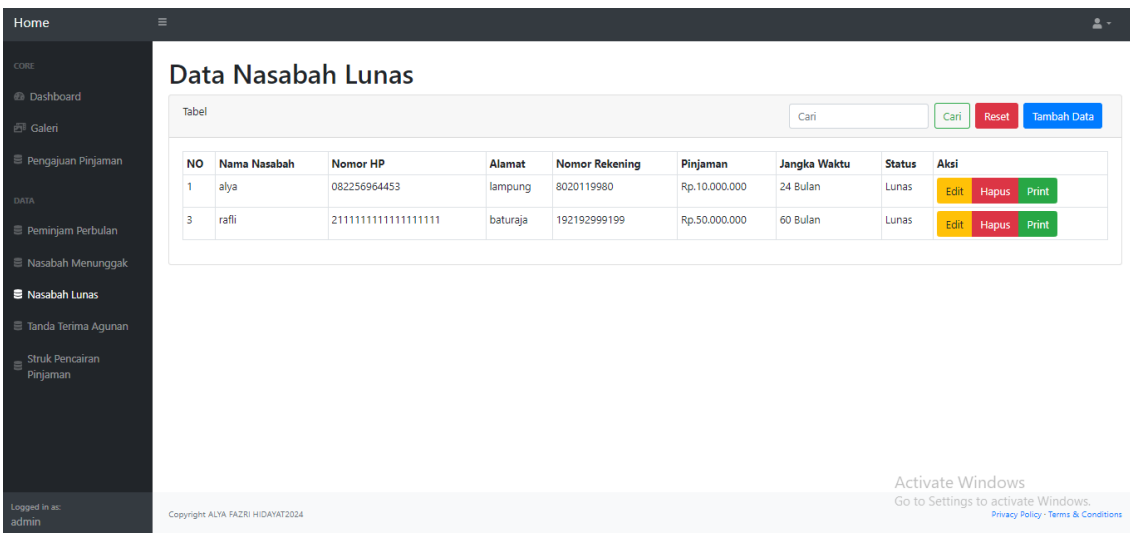 Home
CORE
Dashboard
Galeri
Pengajuan Pinjaman
DATA
Peminjam Perbulan
Nasabah Menunggak
Nasabah Lunas
Tanda Terima Agunan
Struk Pencairan
Pinjaman
Logged in as:
admin
Data Nasabah Lunas
Tabel
Cari Cari Reset Tambah Data
NO Nama Nasabah Nomor HP Alamat Nomor Rekening Pinjaman Jangka Waktu Status Aksi
1 alya 082256964453 lampung 8020119980 Rp.10.000.000 24 Bulan Lunas Edit Hapus Print
3 rafli 2111111111111111111 baturaja 192192999199 Rp.50.000.000 60 Bulan Lunas Edit Hapus Print
Activate Windows
Go to Settings to activate Windows.
Copyright ALYA FAZRI HIDAYAT2024
Privacy Policy · Terms & Conditions